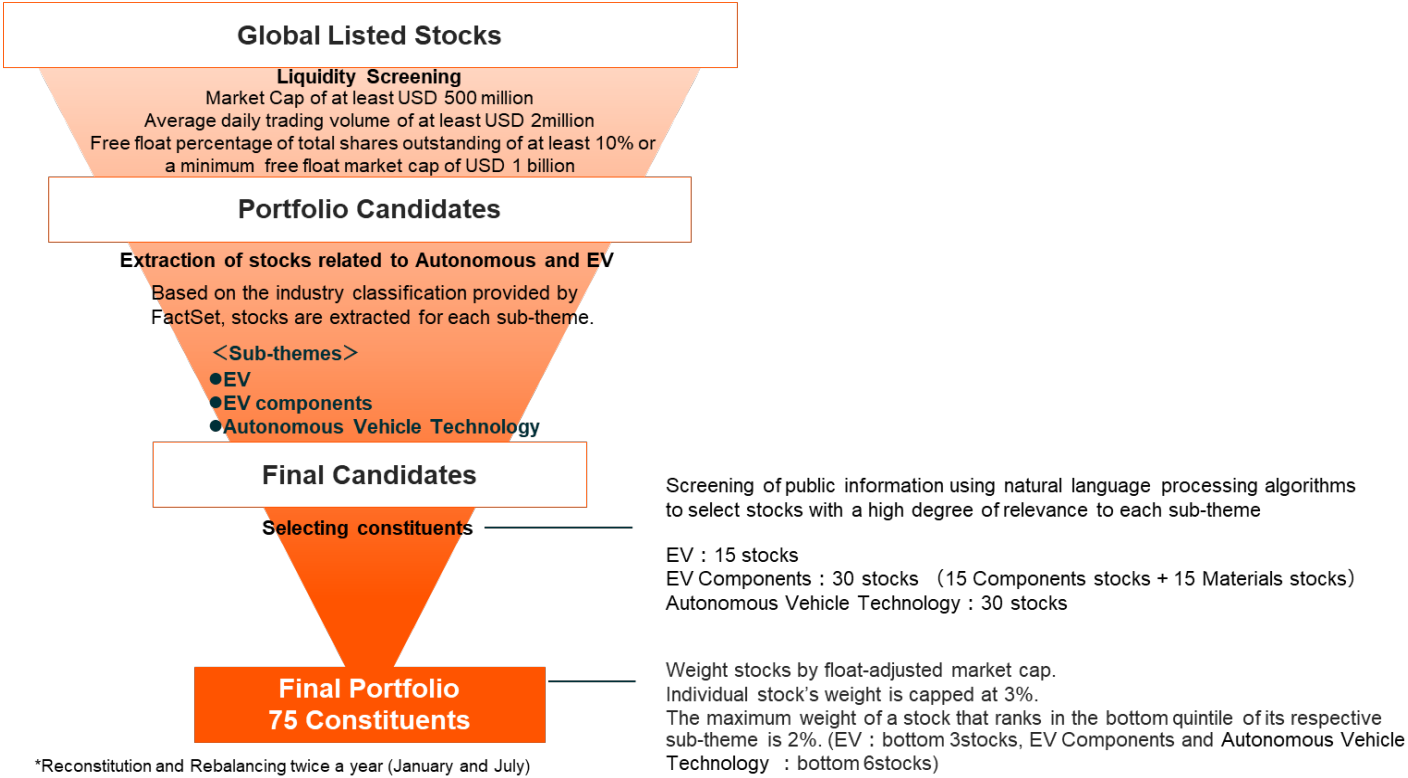 Global Listed Stocks
Liquidity Screening
Market Cap of at least USD 500 million
Average daily trading volume of at least USD 2million
Free float percentage of total shares outstanding of at least 10% or
a minimum free float market cap of USD 1 billion
Portfolio Candidates
Extraction of stocks related to Autonomous and EV
Based on the industry classification provided by
FactSet, stocks are extracted for each sub-theme.
＜Sub-themes＞
●EV
●EV components
●Autonomous Vehicle Technology
Final Candidates
Selecting constituents
Screening of public information using natural language processing algorithms
to select stocks with a high degree of relevance to each sub-theme
EV：15 stocks
EV Components：30 stocks （15 Components stocks + 15 Materials stocks）
Autonomous Vehicle Technology：30 stocks
Final Portfolio
75 Constituents
Weight stocks by float-adjusted market cap.
Individual stock’s weight is capped at 3%.
The maximum weight of a stock that ranks in the bottom quintile of its respective
sub-theme is 2%. (EV：bottom 3stocks, EV Components and Autonomous Vehicle
Technology ：bottom 6stocks)
*Reconstitution and Rebalancing twice a year (January and July)